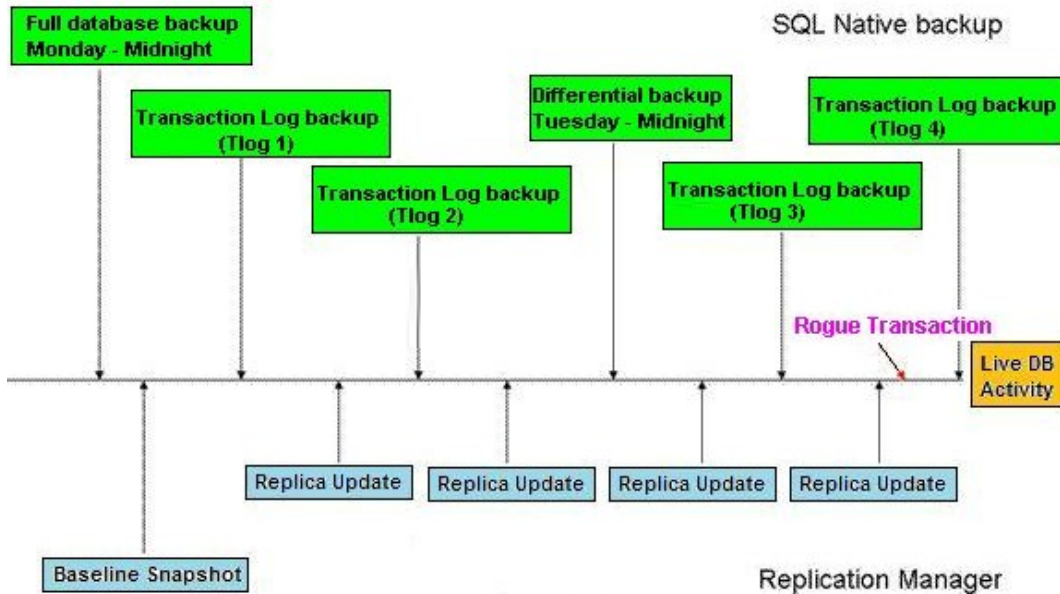 SQL Native backup
Full database backup
Monday - Midnight
Transaction Log backup
(Tlog 1)
Transaction Log backup
(Tlog 2)
Differential backup
Tuesday - Midnight
Transaction Log backup
(Tlog 3)
Transaction Log backup
(Tlog 4)
Rogue Transaction
Live DB
Activity
Replica Update
Replica Update
Replica Update
Replica Update
Baseline Snapshot
Replication Manager